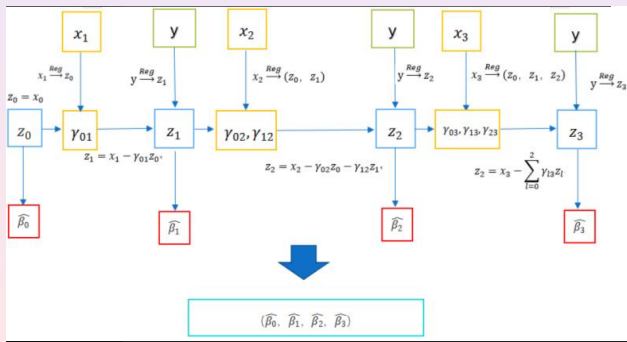 x₁ y x₂ y x₃ y
x₁ Reg→ z₀ y Reg→ z₁ x₂ Reg→ (z₀, z₁) y Reg→ z₂ x₃ Reg→ (z₀, z₁, z₂) y Reg→ z₃
z₀ = x₀
z₀ γ₀₁ z₁ γ₀₂, γ₁₂ z₂ γ₀₃, γ₁₃, γ₂₃ z₃
z₁ = x₁ − γ₀₁z₀, z₂ = x₂ − γ₀₂z₀ − γ₁₂z₁, z₂ = x₃ − ∑_{l=0}^{2} γₗ₃zₗ
β̂₀ β̂₁ β̂₂ β̂₃
(β̂₀, β̂₁, β̂₂, β̂₃)